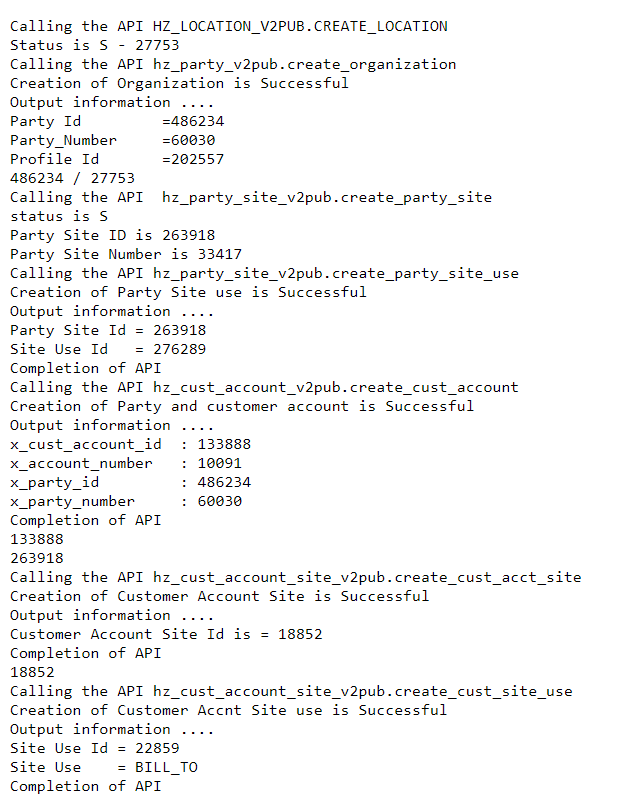 Calling the API HZ_LOCATION_V2PUB.CREATE_LOCATION
Status is S - 27753
Calling the API hz_party_v2pub.create_organization
Creation of Organization is Successful
Output information ....
Party Id         =486234
Party_Number     =60030
Profile Id       =202557
486234 / 27753
Calling the API  hz_party_site_v2pub.create_party_site
status is S
Party Site ID is 263918
Party Site Number is 33417
Calling the API hz_party_site_v2pub.create_party_site_use
Creation of Party Site use is Successful
Output information ....
Party Site Id = 263918
Site Use Id   = 276289
Completion of API
Calling the API hz_cust_account_v2pub.create_cust_account
Creation of Party and customer account is Successful
Output information ....
x_cust_account_id  : 133888
x_account_number   : 10091
x_party_id         : 486234
x_party_number     : 60030
Completion of API
133888
263918
Calling the API hz_cust_account_site_v2pub.create_cust_acct_site
Creation of Customer Account Site is Successful
Output information ....
Customer Account Site Id is = 18852
Completion of API
18852
Calling the API hz_cust_account_site_v2pub.create_cust_site_use
Creation of Customer Accnt Site use is Successful
Output information ....
Site Use Id = 22859
Site Use    = BILL_TO
Completion of API